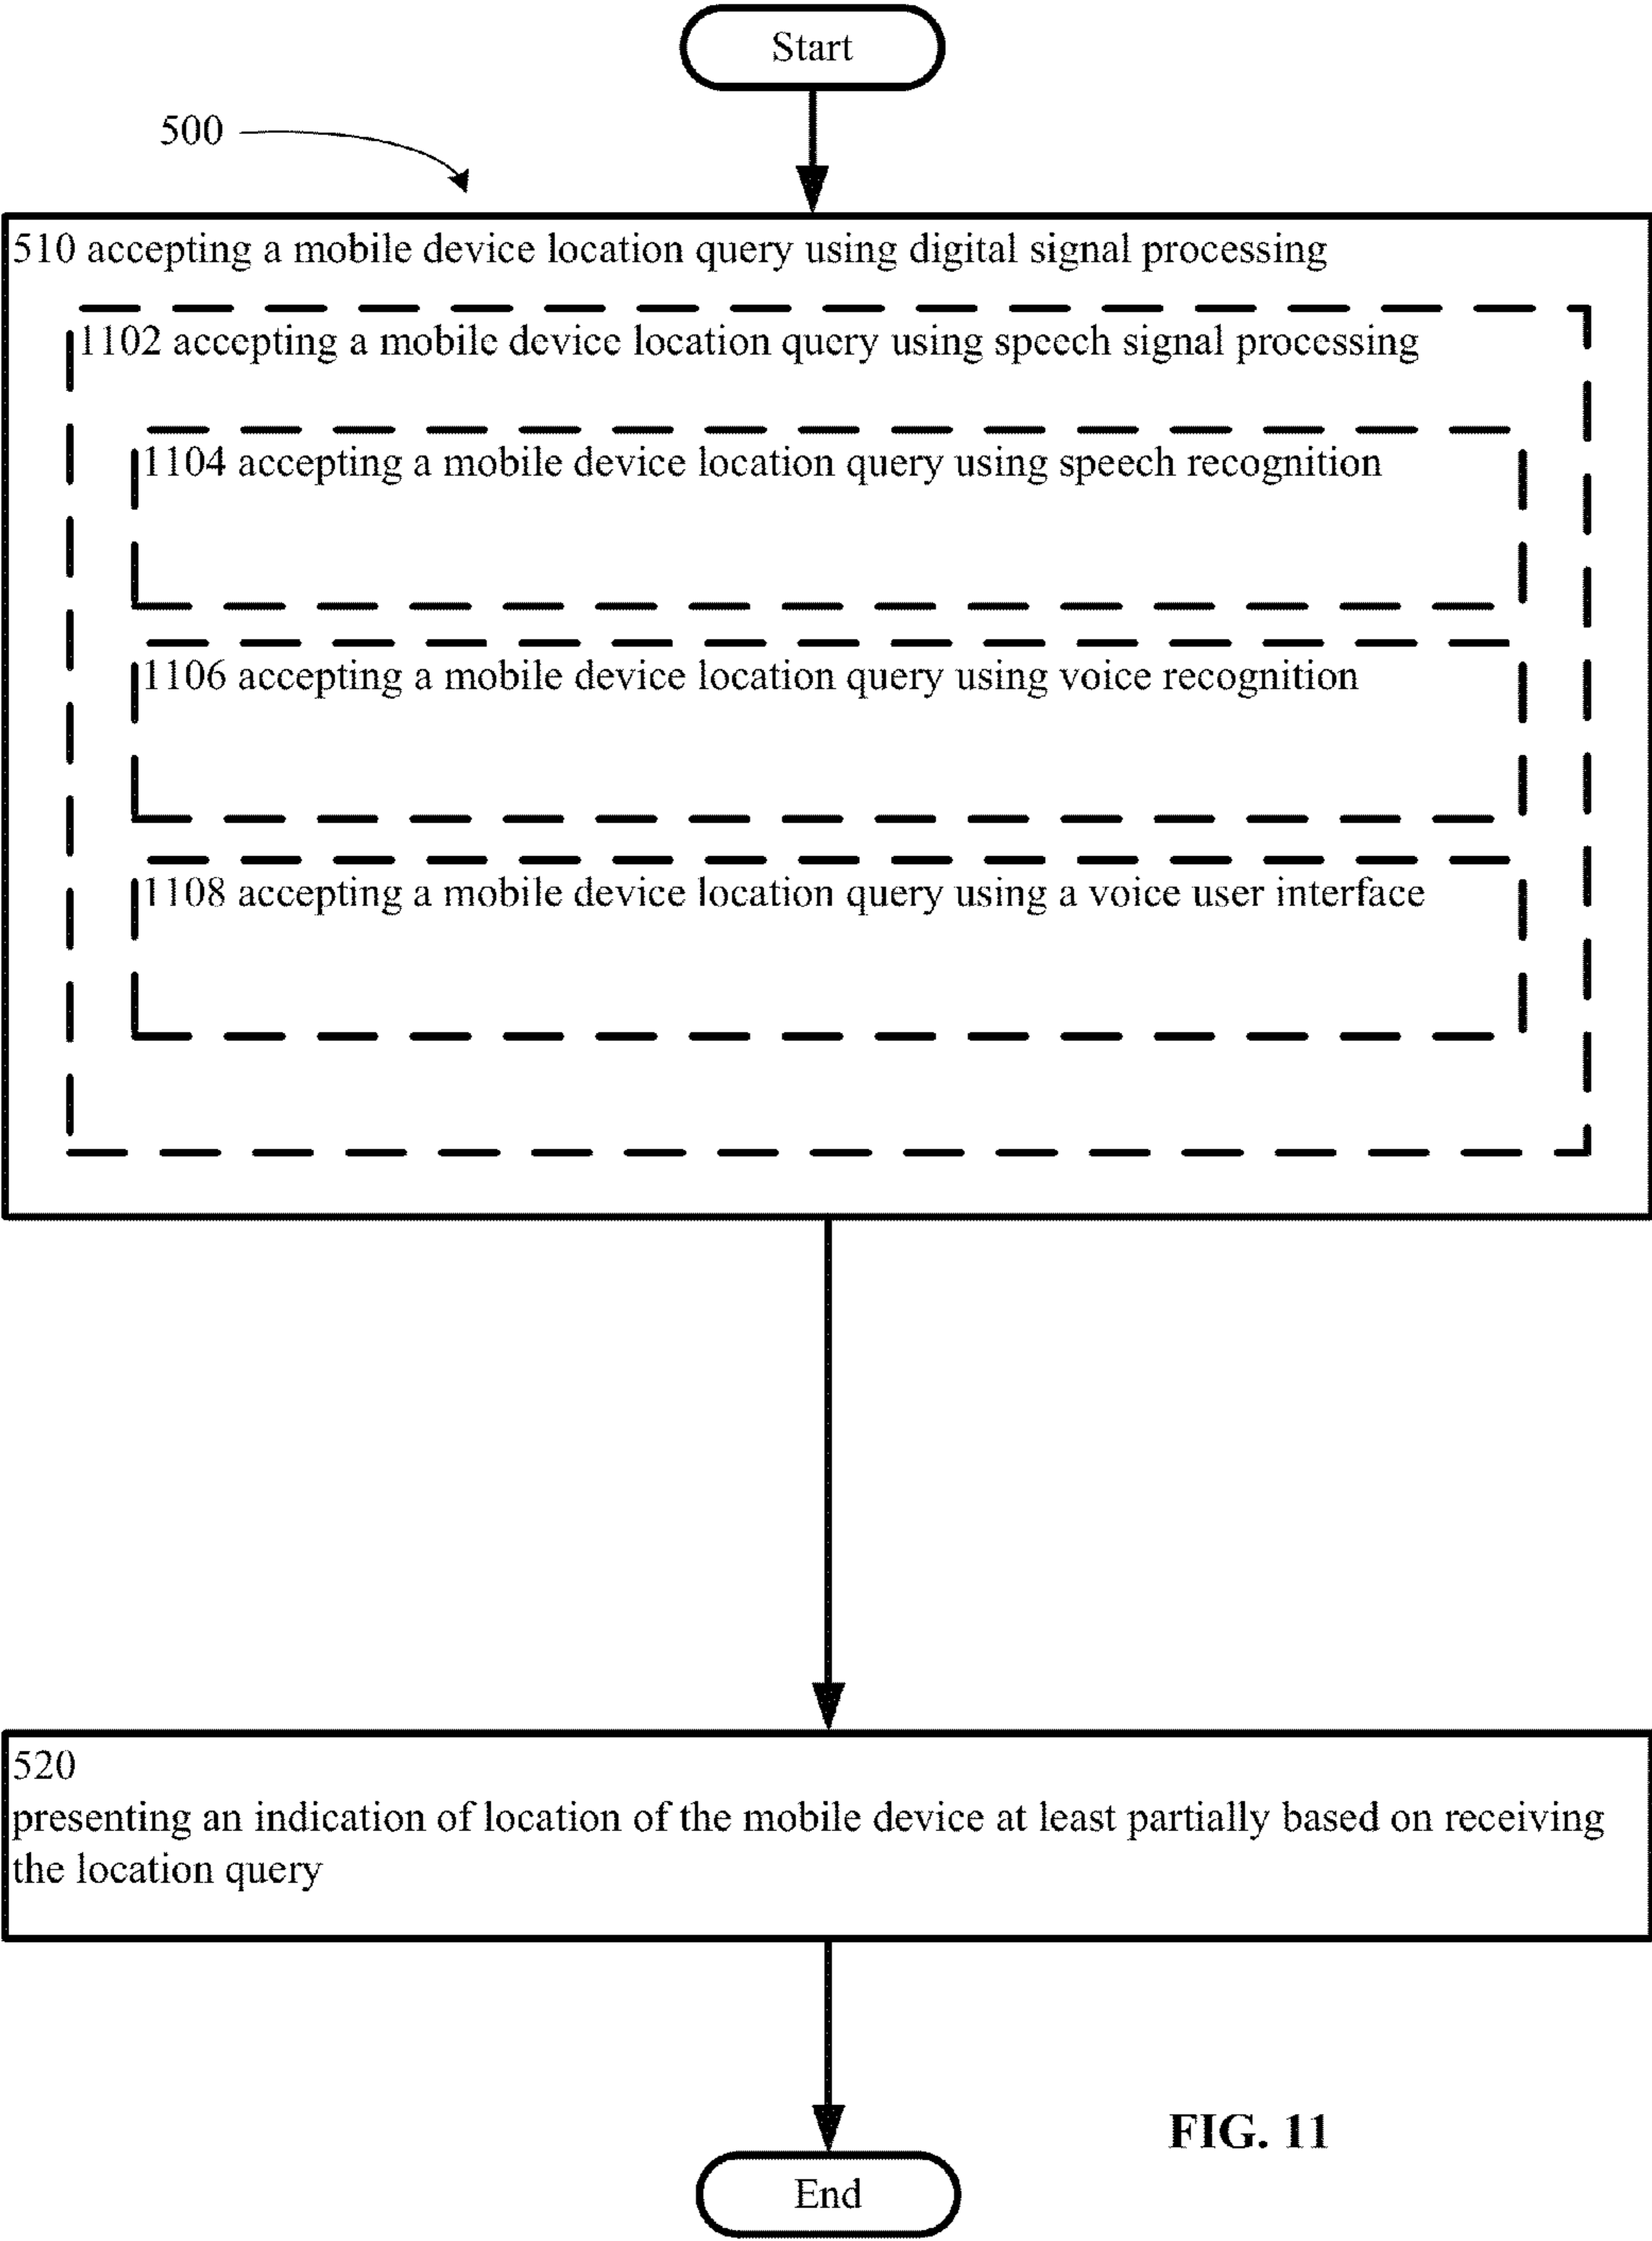 Start
500
510 accepting a mobile device location query using digital signal processing
1102 accepting a mobile device location query using speech signal processing
1104 accepting a mobile device location query using speech recognition
1106 accepting a mobile device location query using voice recognition
1108 accepting a mobile device location query using a voice user interface
520
presenting an indication of location of the mobile device at least partially based on receiving
the location query
FIG. 11
End